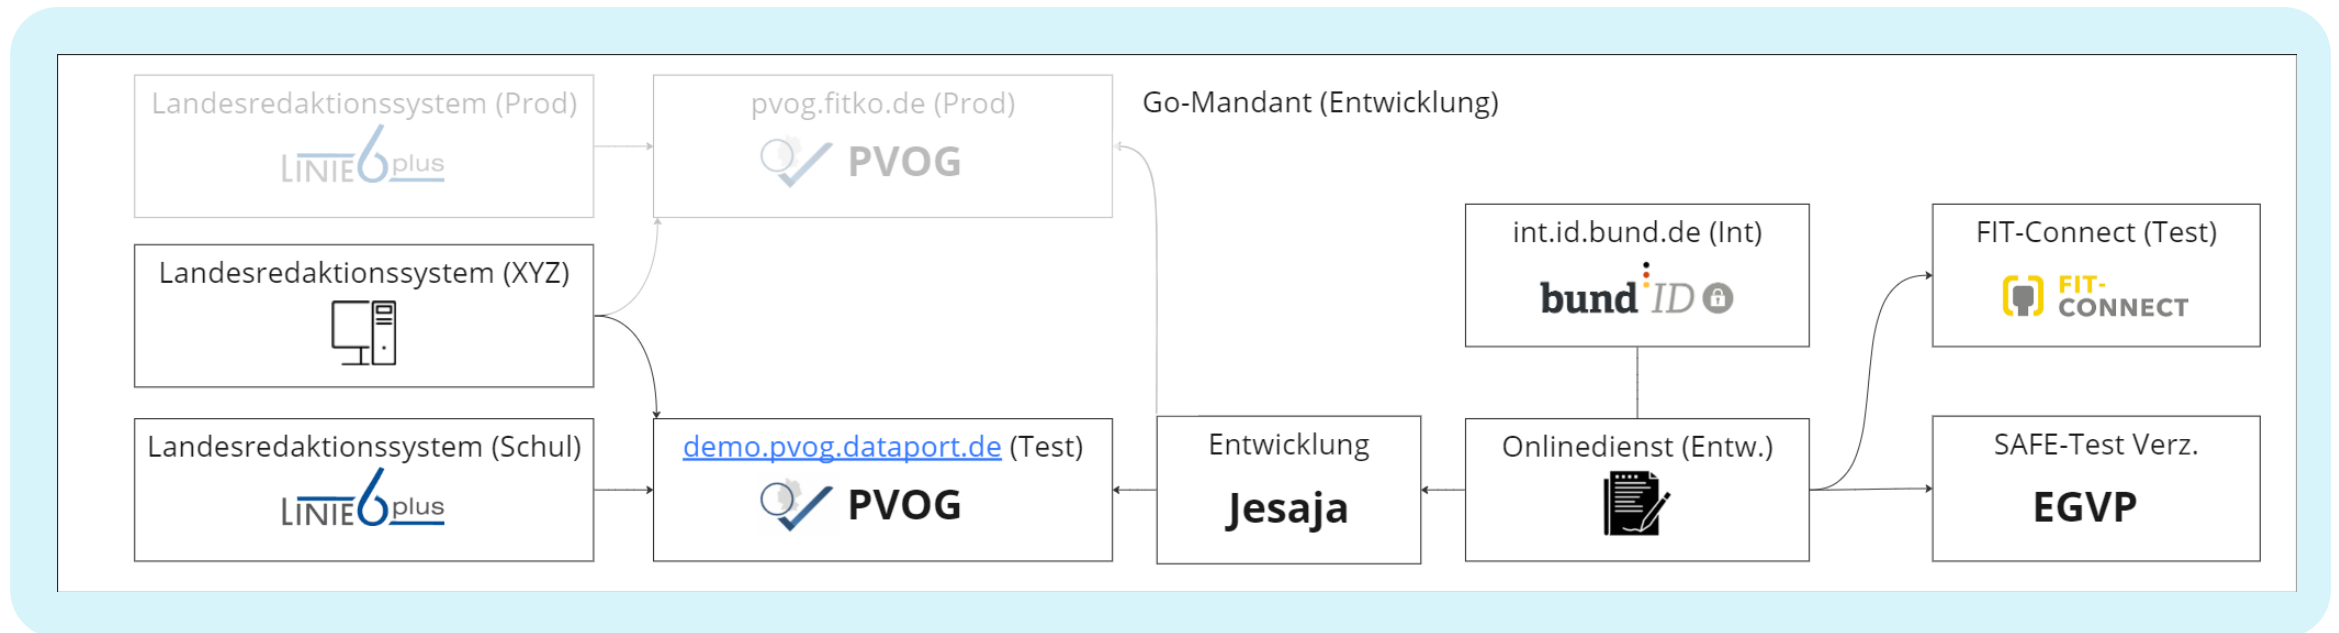 Landesredaktionssystem (Prod)
LINIE6plus
pvog.fitko.de (Prod)
PVOG
Go-Mandant (Entwicklung)
Landesredaktionssystem (XYZ)
int.id.bund.de (Int)
bundID
FIT-Connect (Test)
FIT-
CONNECT
Landesredaktionssystem (Schul)
LINIE6plus
demo.pvog.dataport.de (Test)
PVOG
Entwicklung
Jesaja
Onlinedienst (Entw.)
SAFE-Test Verz.
EGVP